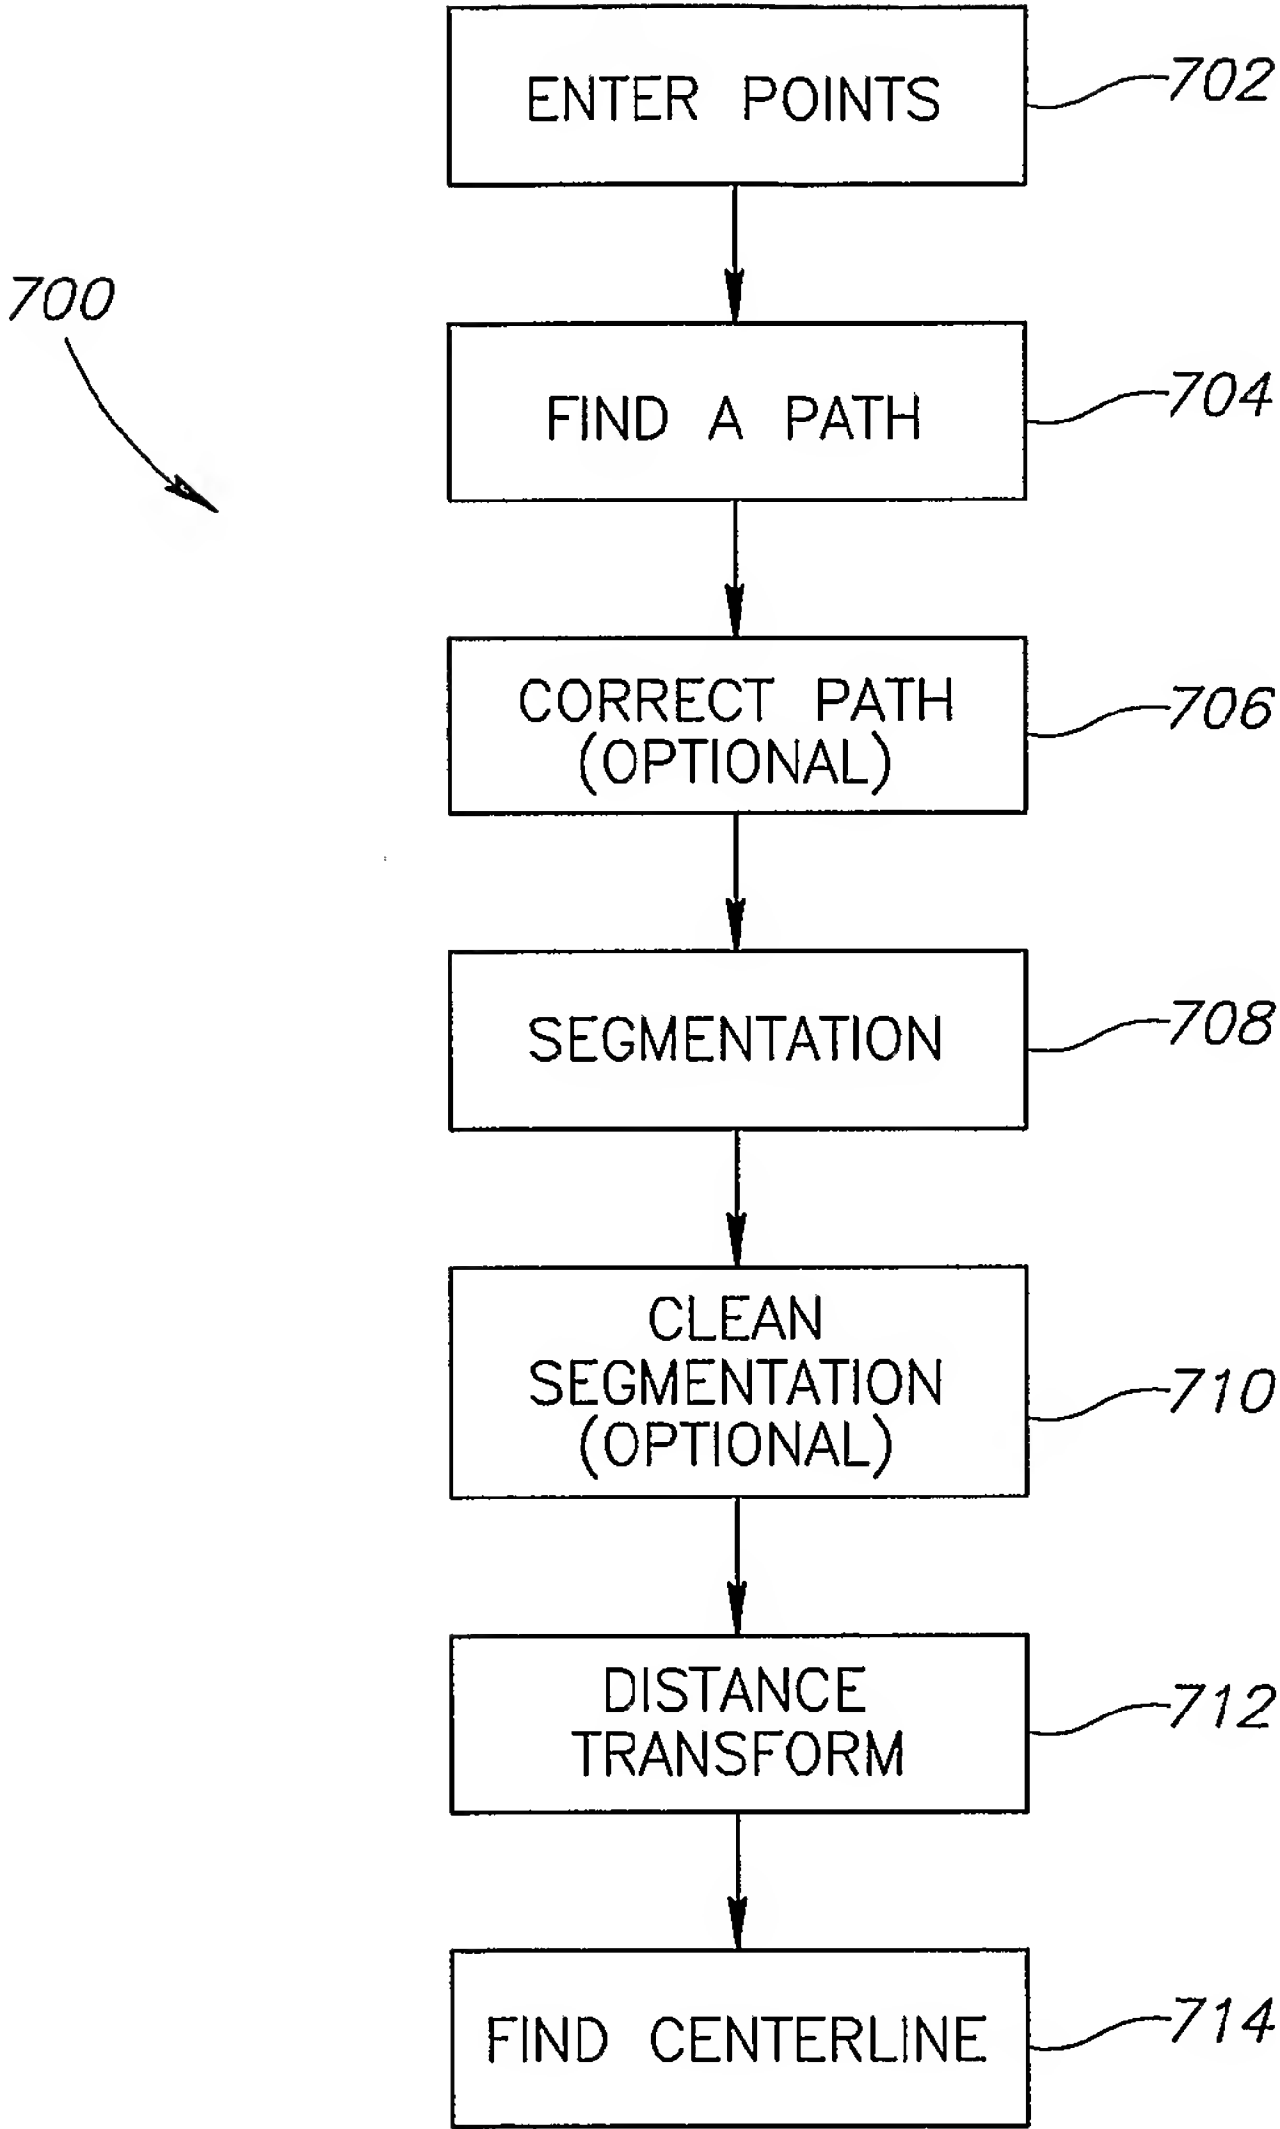 ENTER POINTS
702
700
FIND A PATH
704
CORRECT PATH
(OPTIONAL)
706
SEGMENTATION
708
CLEAN
SEGMENTATION
(OPTIONAL)
710
DISTANCE
TRANSFORM
712
FIND CENTERLINE
714